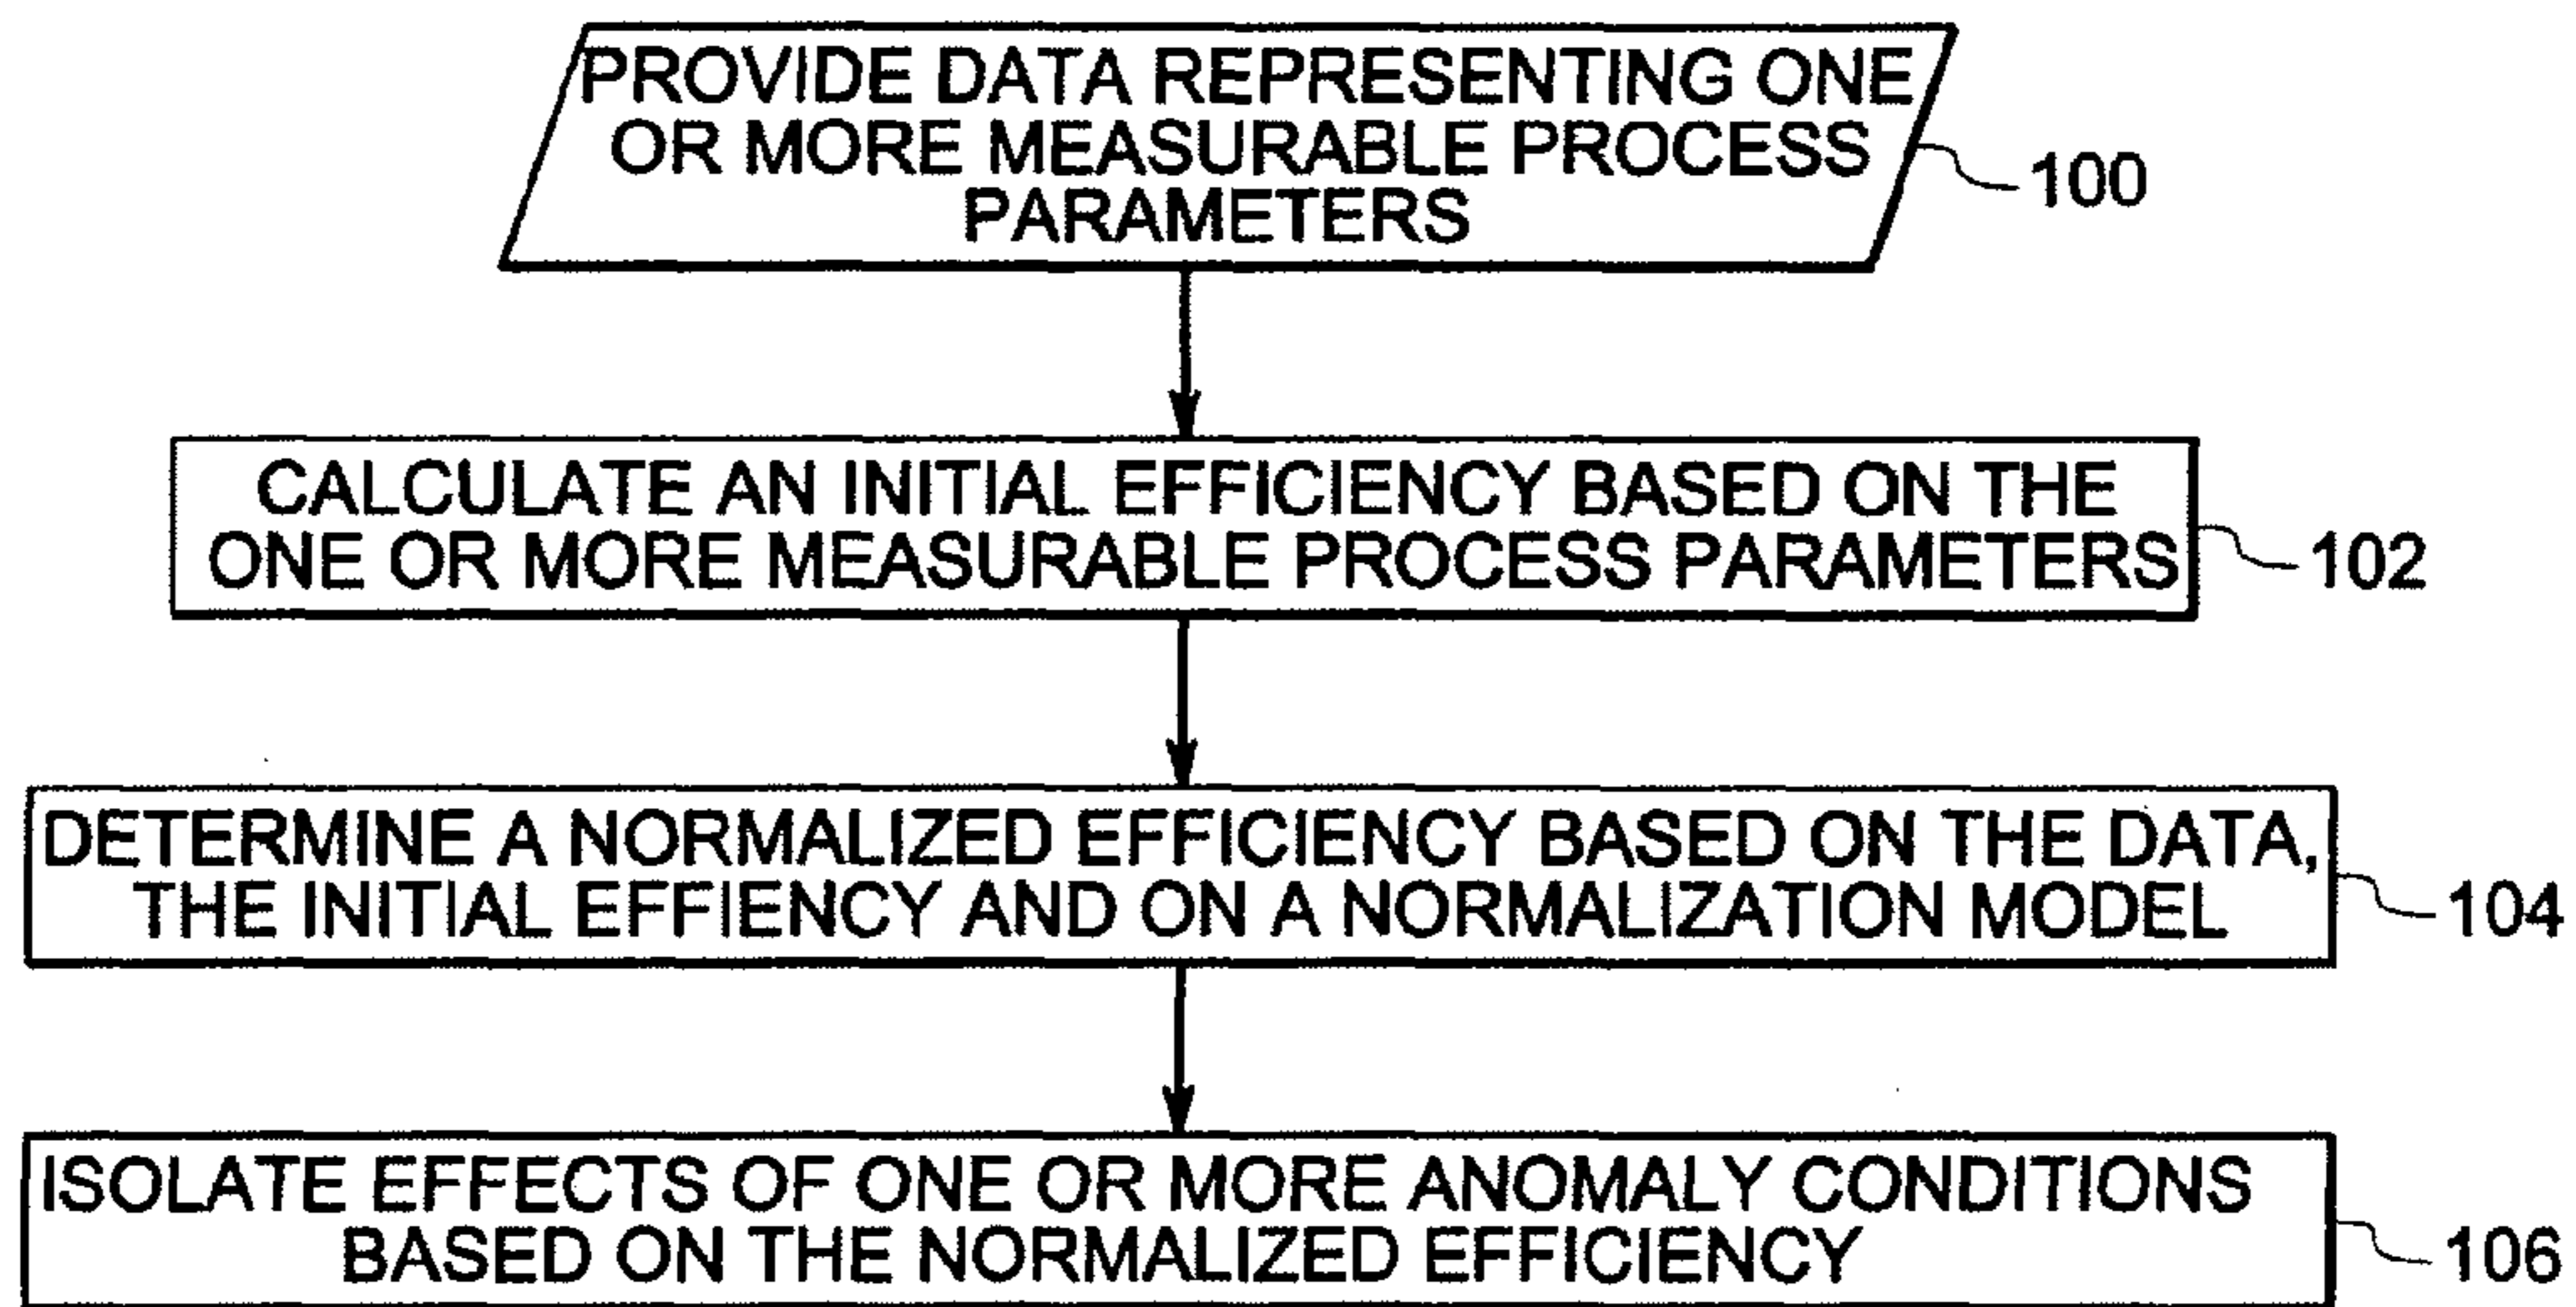 PROVIDE DATA REPRESENTING ONE
OR MORE MEASURABLE PROCESS
PARAMETERS
100
CALCULATE AN INITIAL EFFICIENCY BASED ON THE
ONE OR MORE MEASURABLE PROCESS PARAMETERS
102
DETERMINE A NORMALIZED EFFICIENCY BASED ON THE DATA,
THE INITIAL EFFIENCY AND ON A NORMALIZATION MODEL
104
ISOLATE EFFECTS OF ONE OR MORE ANOMALY CONDITIONS
BASED ON THE NORMALIZED EFFICIENCY
106